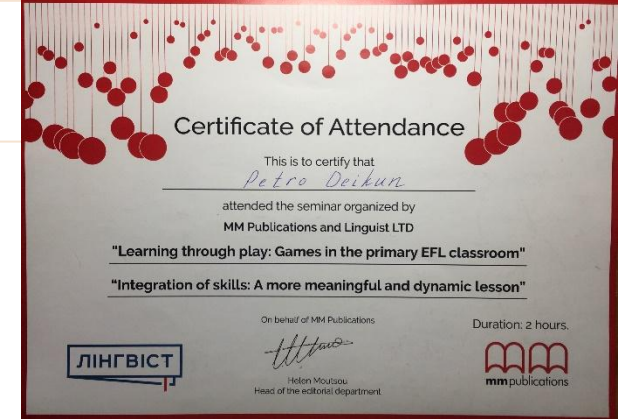 Certificate of Attendance
This is to certify that
Petro Deikun
attended the seminar organized by
MM Publications and Linguist LTD
"Learning through play: Games in the primary EFL classroom"
"Integration of skills: A more meaningful and dynamic lesson"
On behalf of MM Publications
Duration: 2 hours.
ЛІНГВІСТ
Helen Moutsou
Head of the editorial department
mm publications